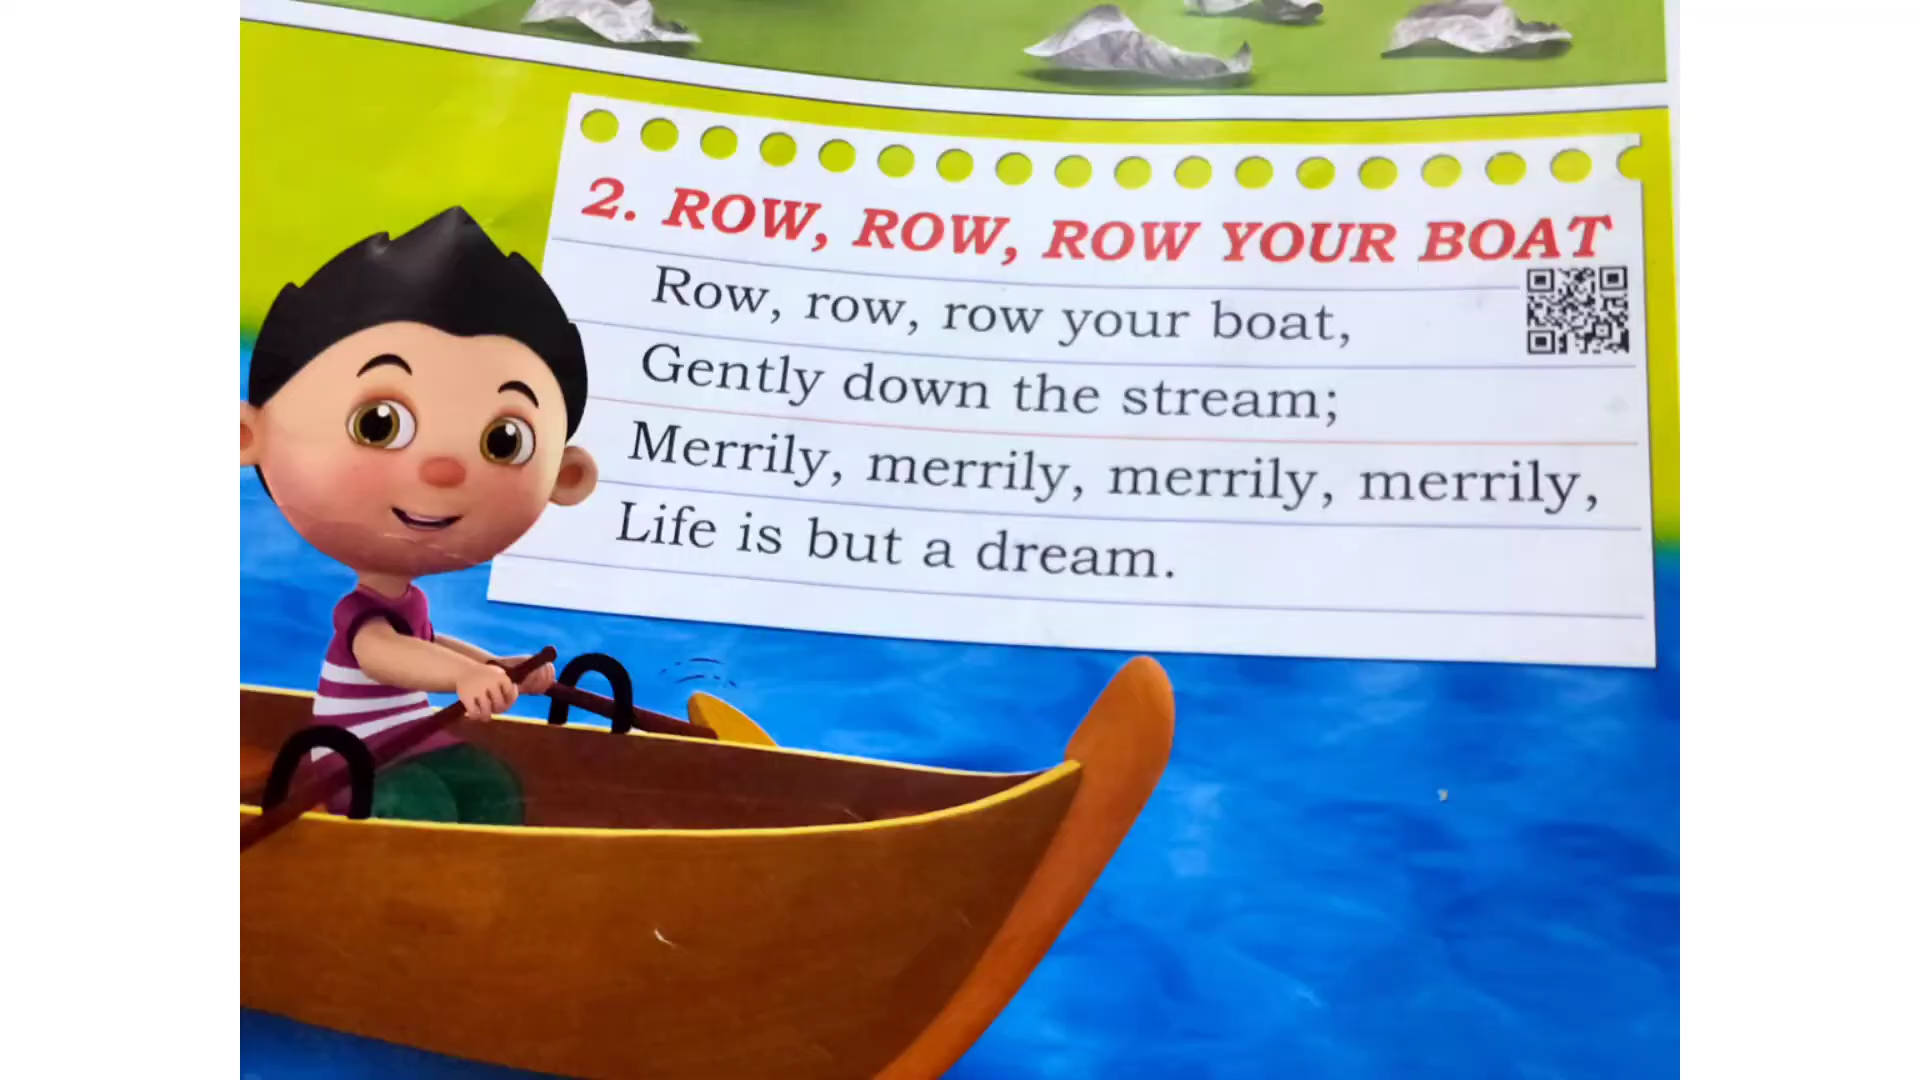 2. ROW, ROW, ROW YOUR BOAT
Row, row, row your boat,
Gently down the stream;
Merrily, merrily, merrily, merrily,
Life is but a dream.